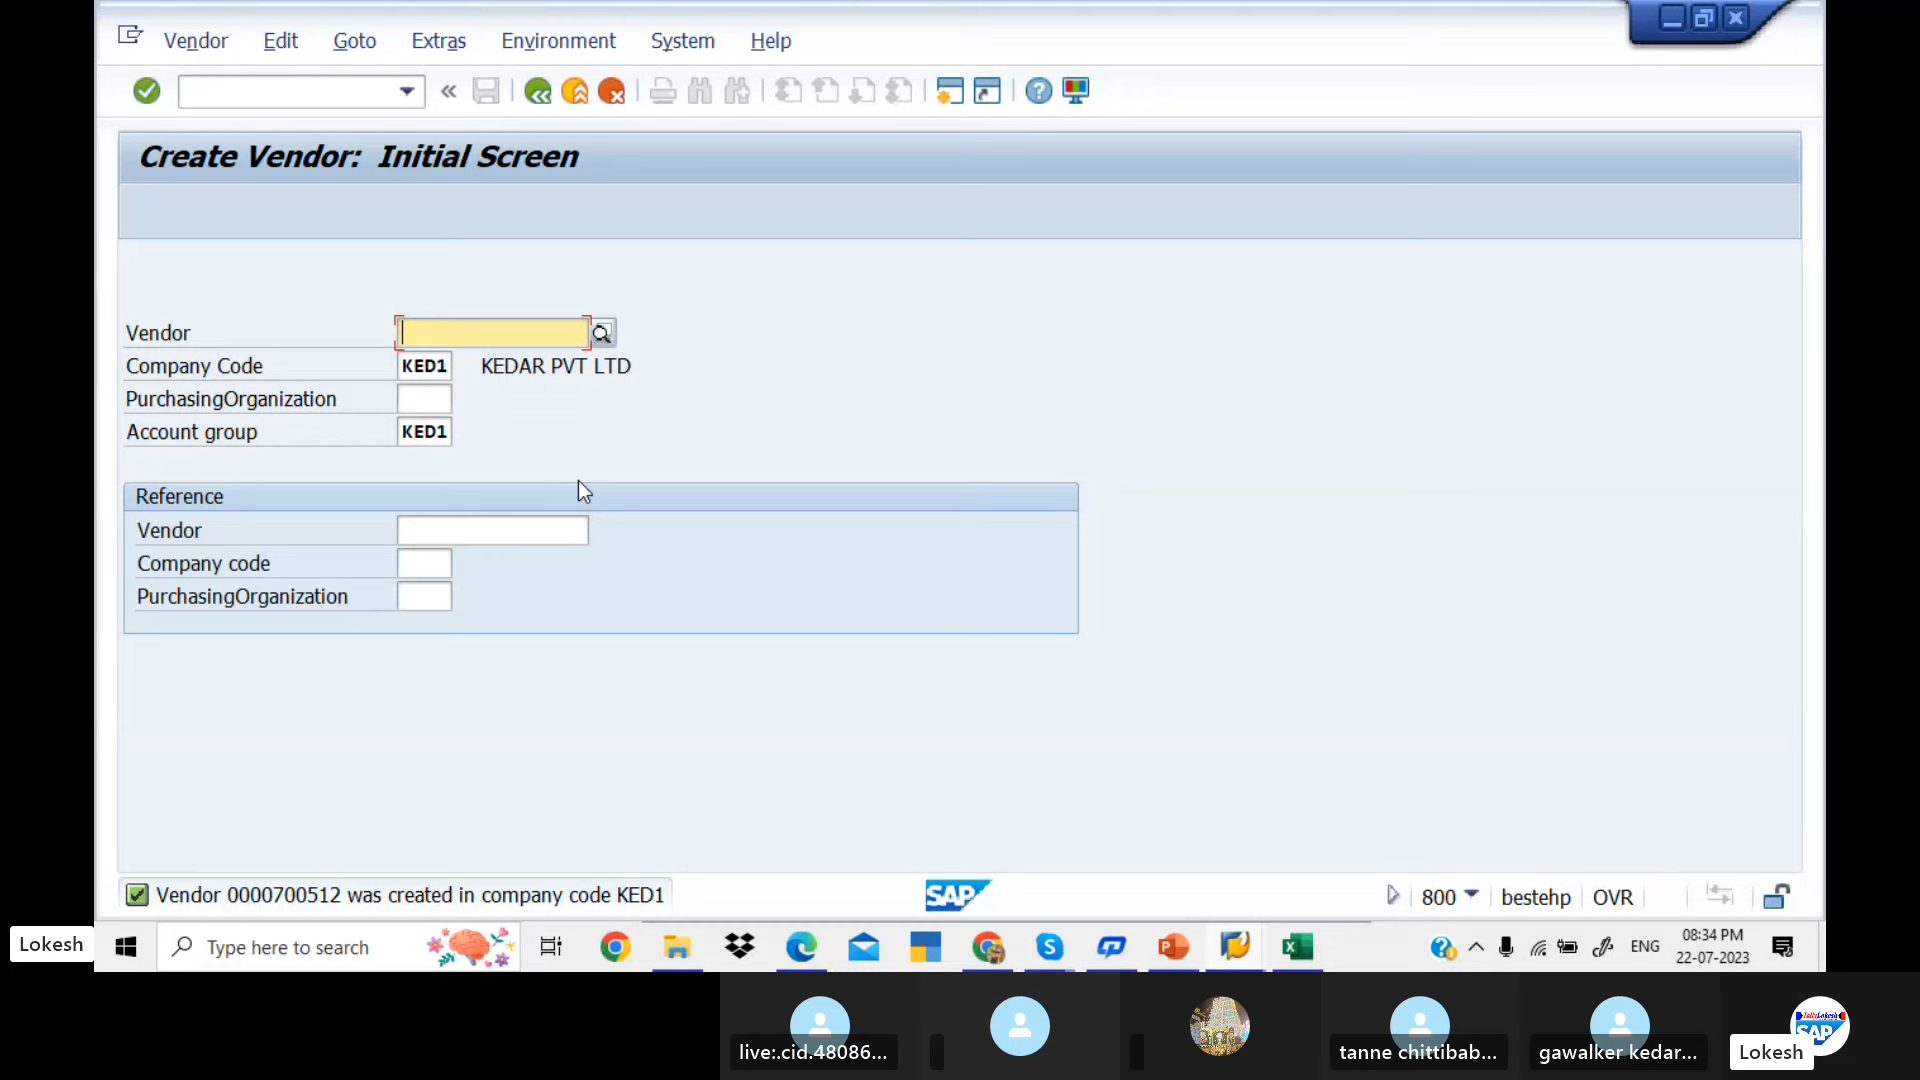 Vendor Edit Goto Extras Environment System Help
Create Vendor: Initial Screen
Vendor
Company Code KED1 KEDAR PVT LTD
PurchasingOrganization
Account group KED1
Reference
Vendor
Company code
PurchasingOrganization
Vendor 0000700512 was created in company code KED1
SAP
800 bestehp OVR
Lokesh
Type here to search
ENG
08:34 PM
22-07-2023
live:.cid.48086...
tanne chittibab...
gawalker kedar...
Lokesh
SAP